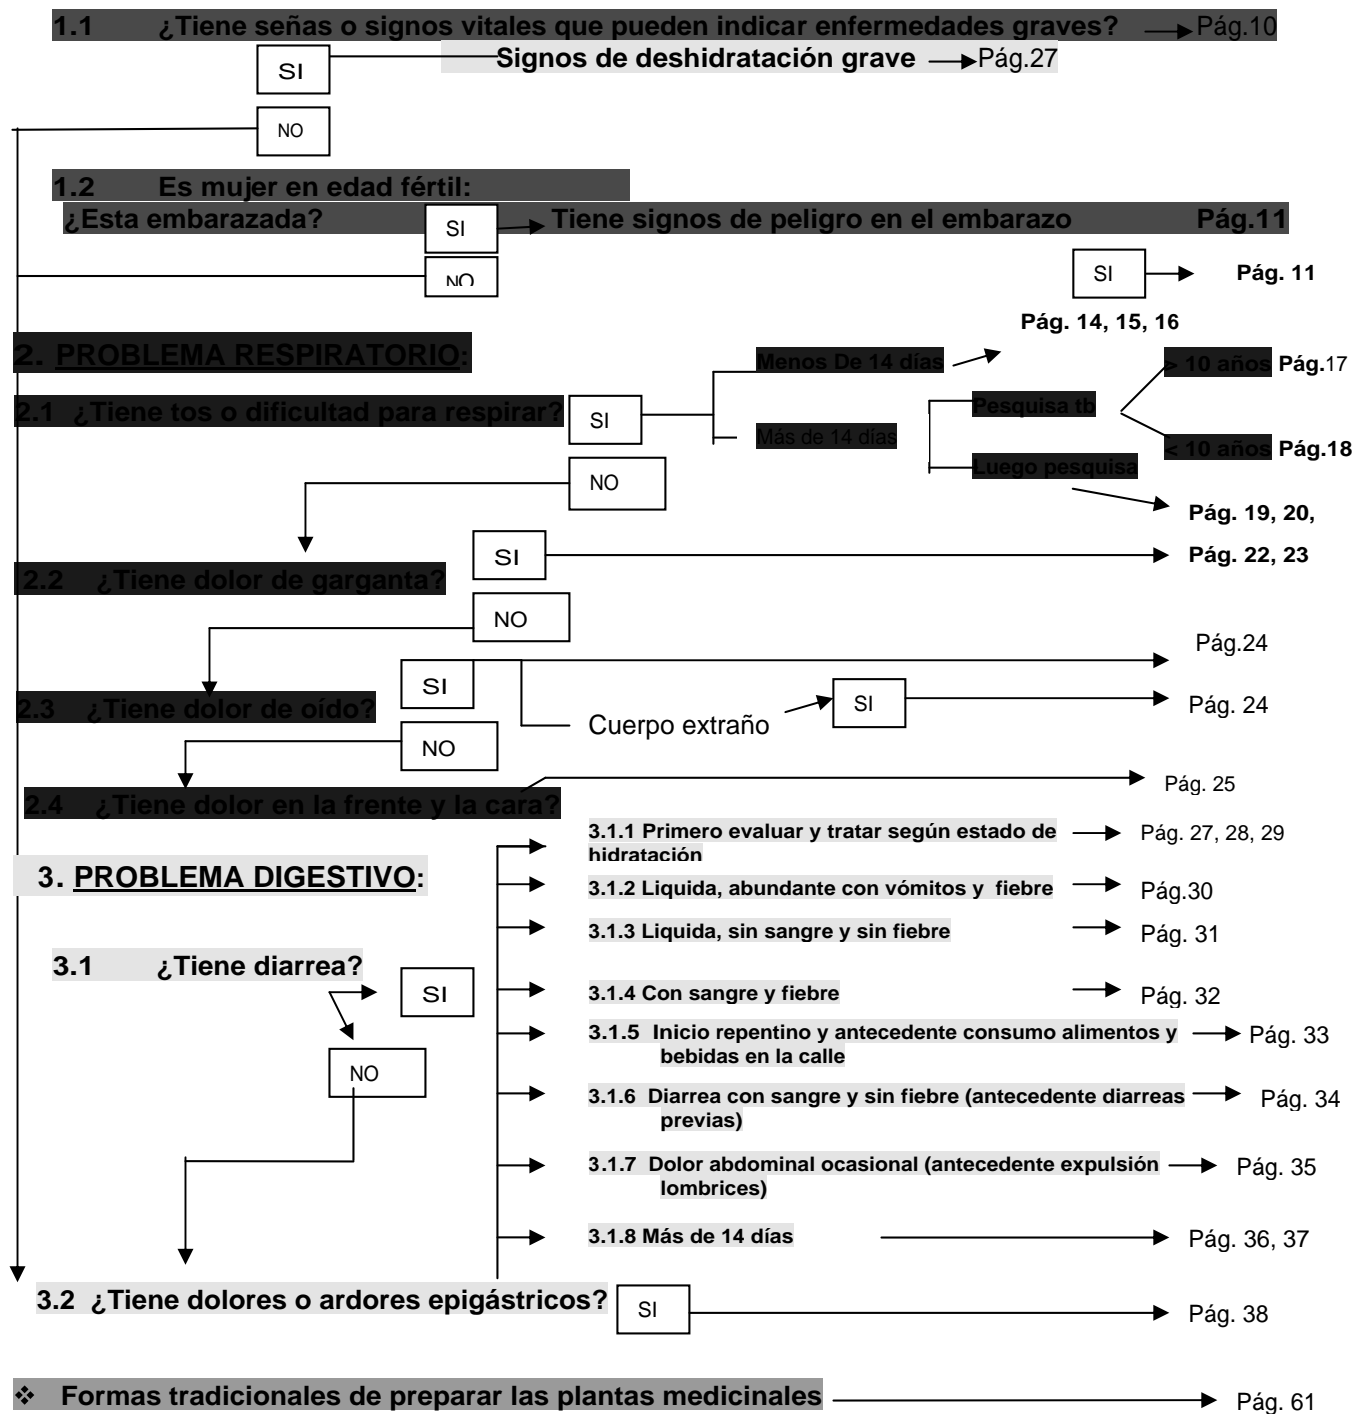 1.1 ¿Tiene señas o signos vitales que pueden indicar enfermedades graves? Pág.10
SI Signos de deshidratación grave Pág.27
NO
1.2 Es mujer en edad fértil:
¿Esta embarazada? SI Tiene signos de peligro en el embarazo Pág.11
NO SI Pág. 11
Pág. 14, 15, 16
2. PROBLEMA RESPIRATORIO:
Menos De 14 días > 10 años Pág.17
2.1 ¿Tiene tos o dificultad para respirar? SI Pesquisa tb
Más de 14 días < 10 años Pág.18
Luego pesquisa
NO
Pág. 19, 20,
SI Pág. 22, 23
2.2 ¿Tiene dolor de garganta?
NO
Pág.24
SI
2.3 ¿Tiene dolor de oído? Cuerpo extraño SI Pág. 24
NO
Pág. 25
2.4 ¿Tiene dolor en la frente y la cara?
3.1.1 Primero evaluar y tratar según estado de Pág. 27, 28, 29
hidratación
3. PROBLEMA DIGESTIVO:
3.1.2 Liquida, abundante con vómitos y fiebre Pág.30
3.1.3 Liquida, sin sangre y sin fiebre Pág. 31
3.1 ¿Tiene diarrea?
SI 3.1.4 Con sangre y fiebre Pág. 32
3.1.5 Inicio repentino y antecedente consumo alimentos y Pág. 33
bebidas en la calle
NO
3.1.6 Diarrea con sangre y sin fiebre (antecedente diarreas Pág. 34
previas)
3.1.7 Dolor abdominal ocasional (antecedente expulsión Pág. 35
lombrices)
3.1.8 Más de 14 días Pág. 36, 37
3.2 ¿Tiene dolores o ardores epigástricos? SI Pág. 38
❖ Formas tradicionales de preparar las plantas medicinales Pág. 61